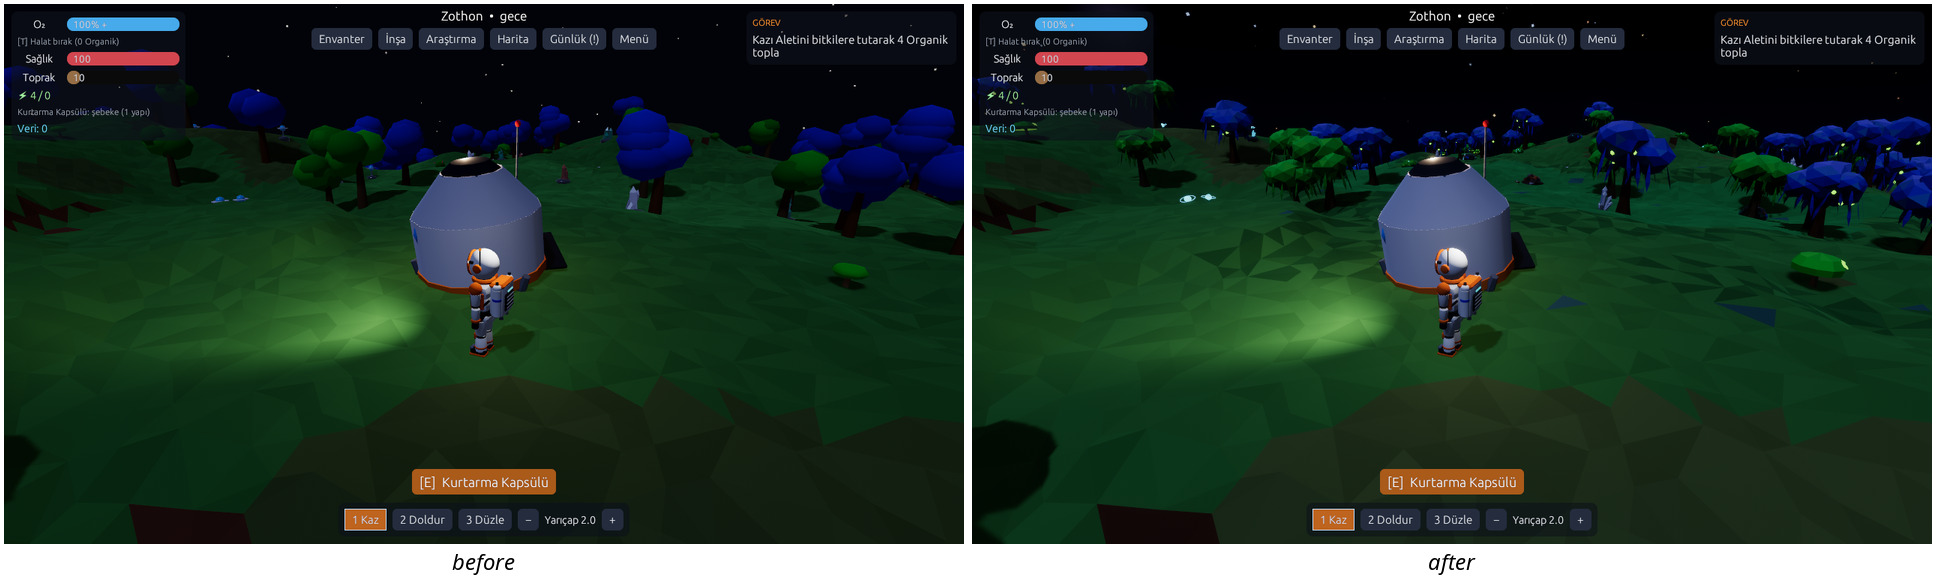 Zothon • gece
O₂ 100% +
[T] Halat bırak (0 Organik)
Sağlık 100
Toprak 10
4 / 0
Kurtarma Kapsülü: şebeke (1 yapı)
Veri: 0
Envanter İnşa Araştırma Harita Günlük (!) Menü
GÖREV
Kazı Aletini bitkilere tutarak 4 Organik
topla
[E] Kurtarma Kapsülü
1 Kaz 2 Doldur 3 Düzle − Yarıçap 2.0 +
before
Zothon • gece
O₂ 100% +
[T] Halat bırak (0 Organik)
Sağlık 100
Toprak 10
4 / 0
Kurtarma Kapsülü: şebeke (1 yapı)
Veri: 0
Envanter İnşa Araştırma Harita Günlük (!) Menü
GÖREV
Kazı Aletini bitkilere tutarak 4 Organik
topla
[E] Kurtarma Kapsülü
1 Kaz 2 Doldur 3 Düzle − Yarıçap 2.0 +
after